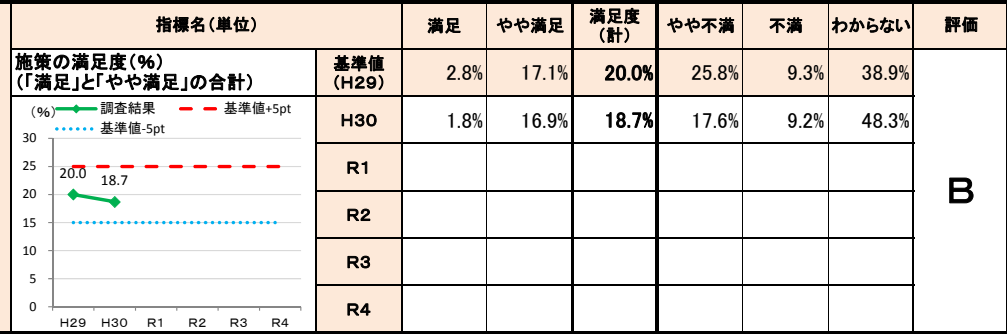 指標名（単位） 満足 やや満足 満足度（計） やや不満 不満 わからない 評価
施策の満足度（%）
（「満足」と「やや満足」の合計）
基準値（H29） 2.8% 17.1% 20.0% 25.8% 9.3% 38.9%
H30 1.8% 16.9% 18.7% 17.6% 9.2% 48.3%
R1
R2
R3
R4
B
（%） 調査結果 基準値+5pt
基準値-5pt
30
25
20
15
10
5
0
20.0 18.7
H29 H30 R1 R2 R3 R4